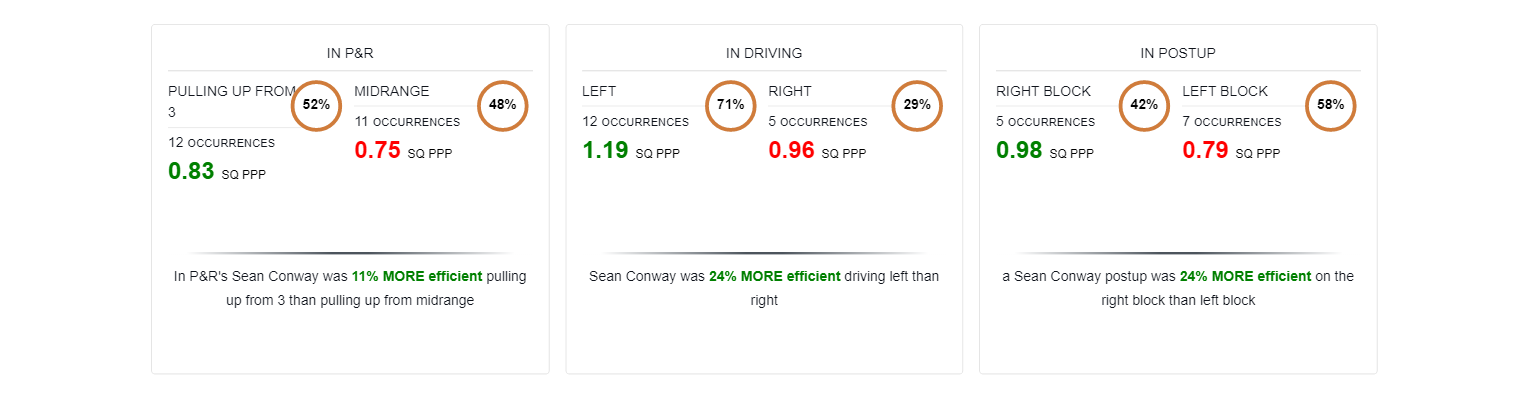 IN P&R
PULLING UP FROM
3
52%
12 OCCURRENCES
0.83 SQ PPP
MIDRANGE
48%
11 OCCURRENCES
0.75 SQ PPP
In P&R's Sean Conway was 11% MORE efficient pulling
up from 3 than pulling up from midrange
IN DRIVING
LEFT
71%
12 OCCURRENCES
1.19 SQ PPP
RIGHT
29%
5 OCCURRENCES
0.96 SQ PPP
Sean Conway was 24% MORE efficient driving left than
right
IN POSTUP
RIGHT BLOCK
42%
5 OCCURRENCES
0.98 SQ PPP
LEFT BLOCK
58%
7 OCCURRENCES
0.79 SQ PPP
a Sean Conway postup was 24% MORE efficient on the
right block than left block